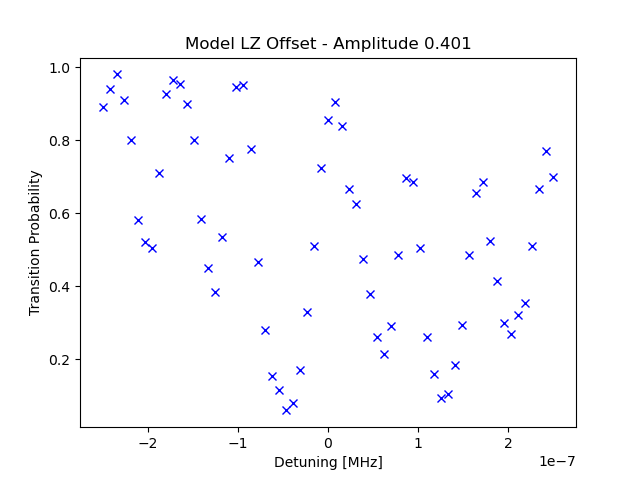 Model LZ Offset - Amplitude 0.401
Transition Probability
1.0
0.8
0.6
0.4
0.2
−2
−1
0
1
2
1e−7
Detuning [MHz]